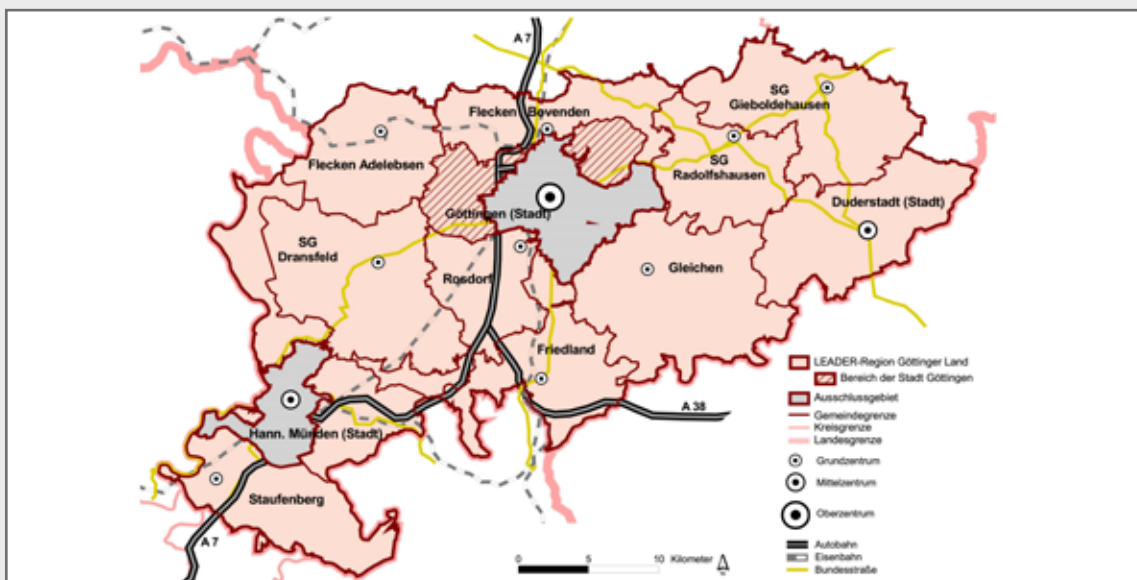 A 7
SG
Gieboldehausen
Flecken Bovenden
Flecken Adelebsen
SG
Radolfshausen
Duderstadt (Stadt)
Göttingen (Stadt)
SG
Dransfeld
Gleichen
Rosdorf
Friedland
A 38
Hann. Münden (Stadt)
Staufenberg
A 7
LEADER-Region Göttinger Land
Bereich der Stadt Göttingen
Ausschlussgebiet
Gemeindegrenze
Kreisgrenze
Landesgrenze
Grundzentrum
Mittelzentrum
Oberzentrum
Autobahn
Eisenbahn
Bundesstraße
0 5 10 Kilometer